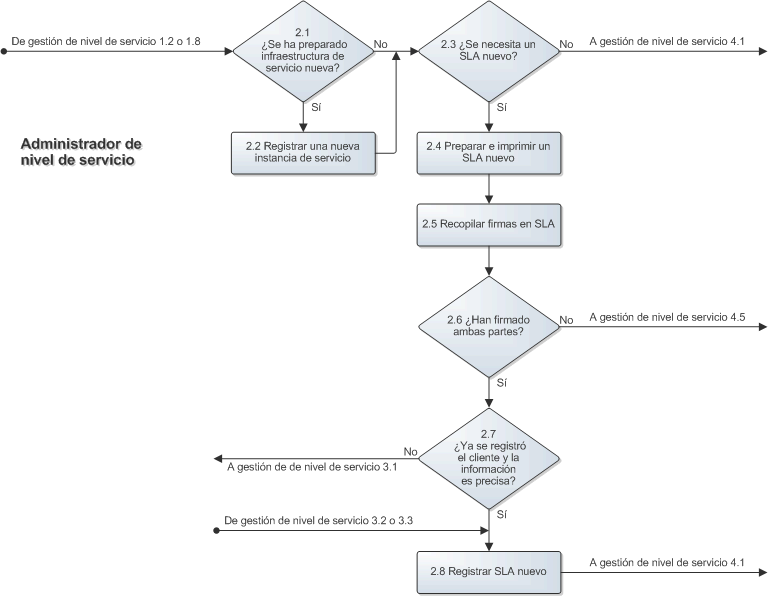 De gestión de nivel de servicio 1.2 o 1.8
2.1
¿Se ha preparado
infraestructura de
servicio nueva?
No
Sí
2.3 ¿Se necesita un
SLA nuevo?
No
A gestión de nivel de servicio 4.1
Sí
Administrador de
nivel de servicio
2.2 Registrar una nueva
instancia de servicio
2.4 Preparar e imprimir un
SLA nuevo
2.5 Recopilar firmas en SLA
2.6 ¿Han firmado
ambas partes?
No
A gestión de nivel de servicio 4.5
Sí
2.7
¿Ya se registró
el cliente y la
información
es precisa?
No
A gestión de de nivel de servicio 3.1
Sí
De gestión de nivel de servicio 3.2 o 3.3
2.8 Registrar SLA nuevo
A gestión de nivel de servicio 4.1